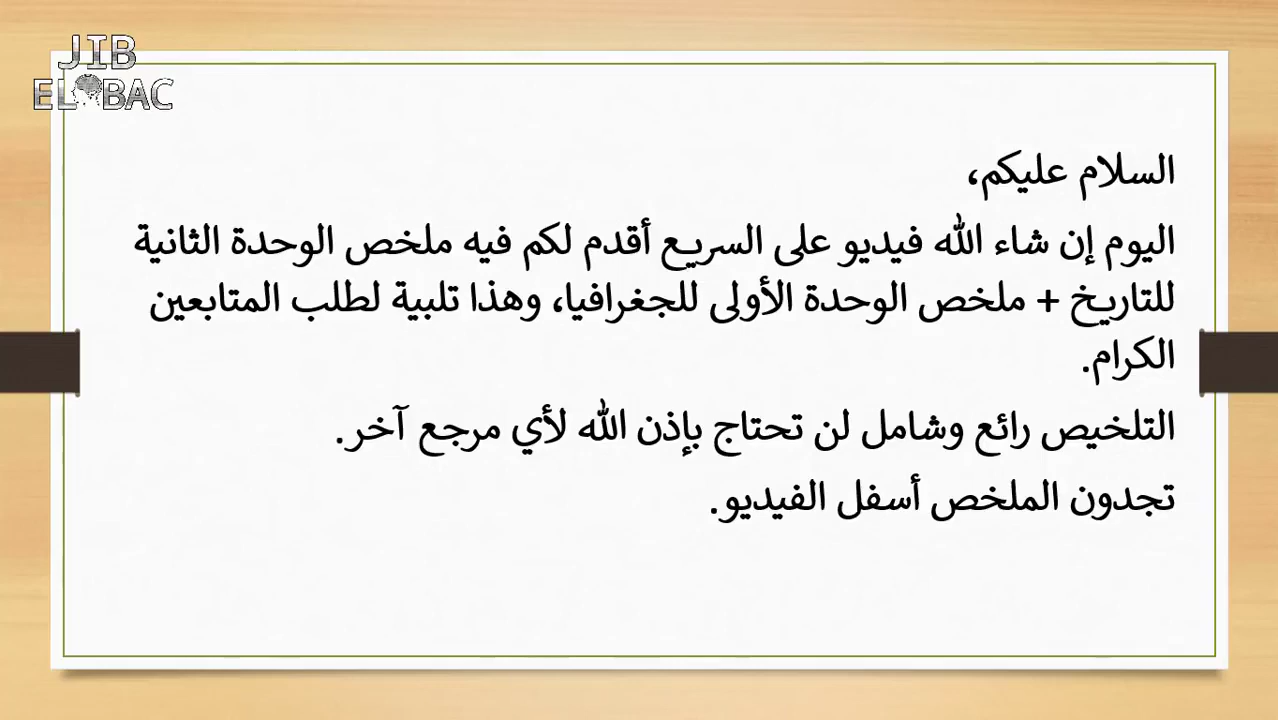 JIB
EL BAC
السلام عليكم،
اليوم إن شاء الله فيديو على السريع أقدم لكم فيه ملخص الوحدة الثانية
للتاريخ + ملخص الوحدة الأولى للجغرافيا، وهذا تلبية لطلب المتابعين
الكرام.
التلخيص رائع وشامل لن تحتاج بإذن الله لأي مرجع آخر.
تجدون الملخص أسفل الفيديو.